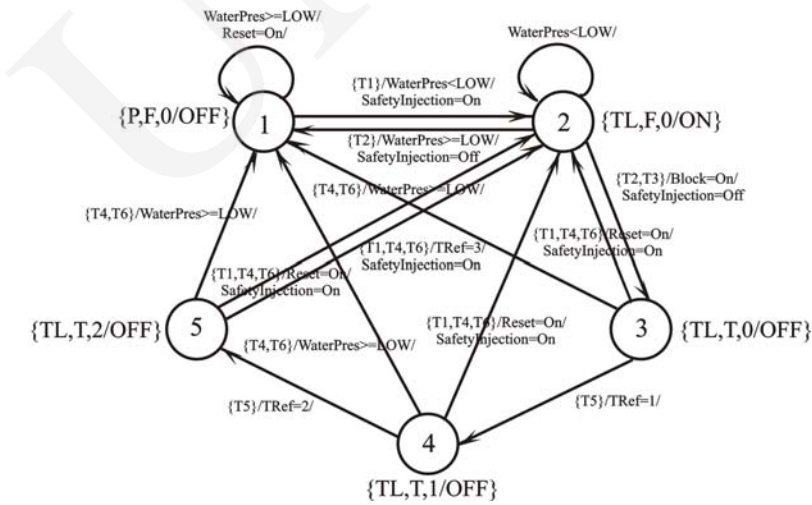 WaterPres>=LOW/
Reset=On/
WaterPres<LOW/
{T1}/WaterPres<LOW/
SafetyInjection=On
{P,F,0/OFF}
1
2
{TL,F,0/ON}
{T2}/WaterPres>=LOW/
SafetyInjection=Off
{T2,T3}/Block=On/
SafetyInjection=Off
{T4,T6}/WaterPres>=LOW/
{T4,T6}/WaterPres>=LOW/
{T1,T4,T6}/Reset=On/
SafetyInjection=On
{T1,T4,T6}/TRef=3/
SafetyInjection=On
{T1,T4,T6}/Reset=On/
SafetyInjection=On
5
{TL,T,2/OFF}
{T1,T4,T6}/Reset=On/
SafetyInjection=On
3
{TL,T,0/OFF}
{T4,T6}/WaterPres>=LOW/
{T5}/TRef=2/
{T5}/TRef=1/
4
{TL,T,1/OFF}